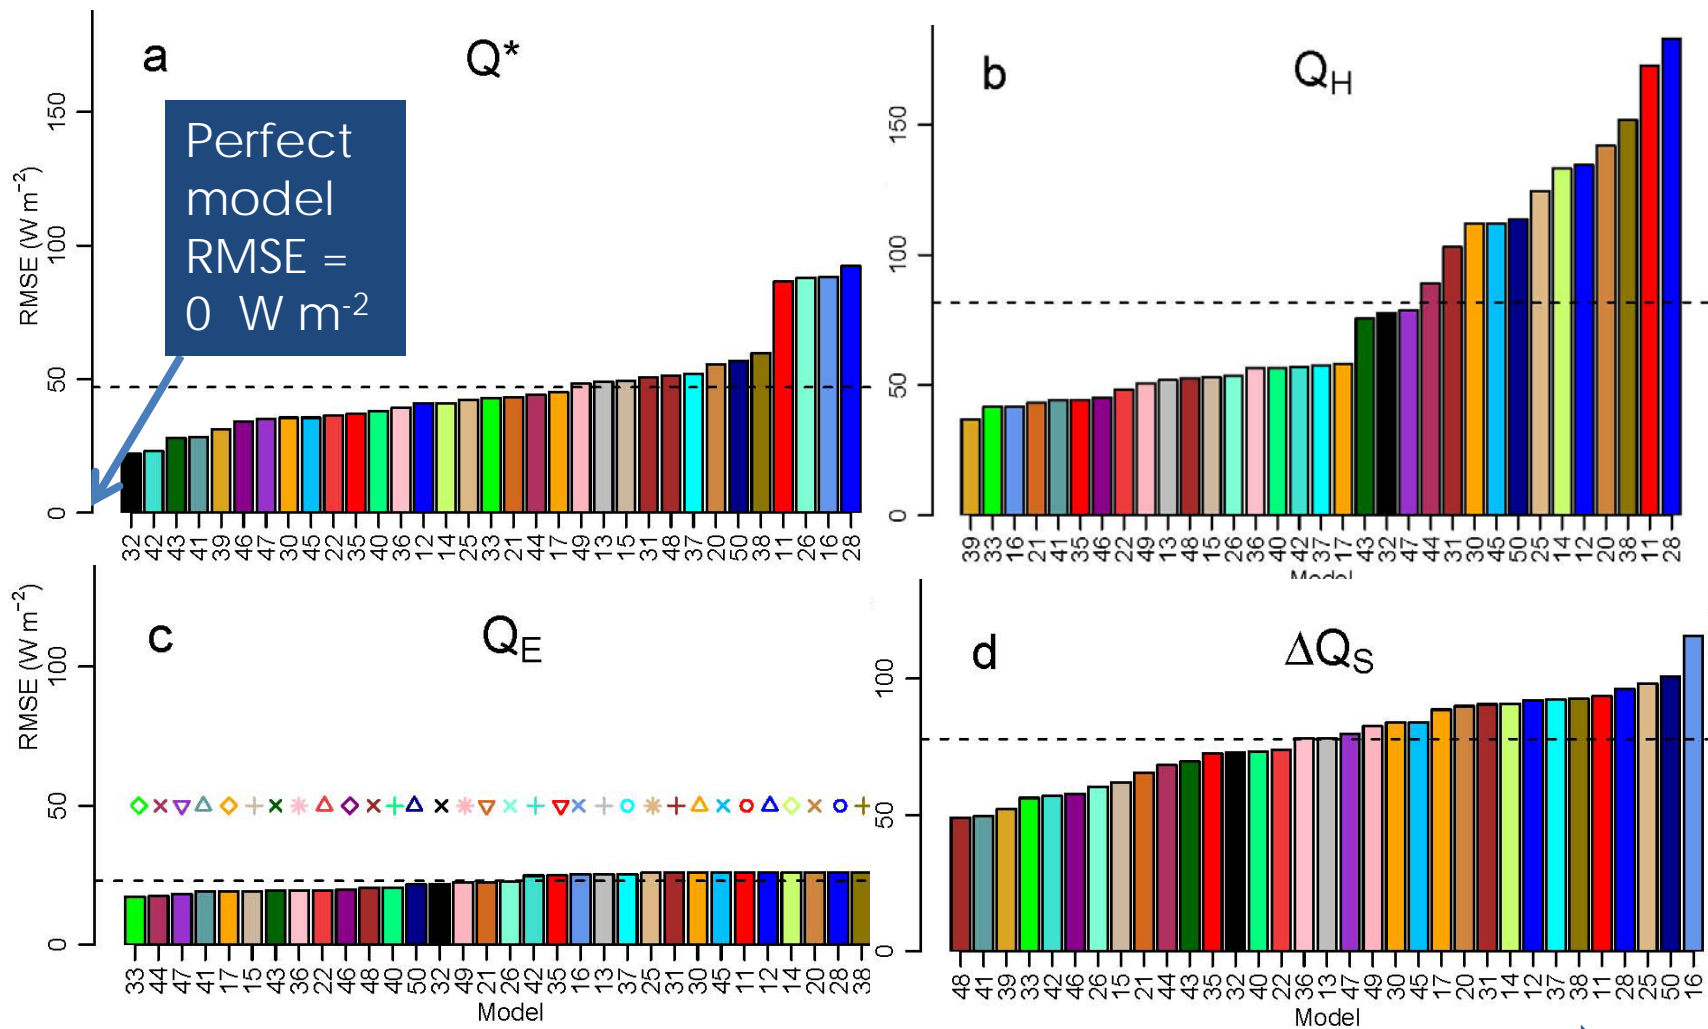 a
Q*
Perfect
model
RMSE =
0 W m-2
RMSE (W m−2)
150
100
50
0
32 42 43 41 39 46 47 30 45 22 35 40 36 12 14 25 33 21 44 17 49 13 15 31 48 37 20 50 38 11 26 16 28
b
QH
150
100
50
0
39 33 16 21 41 35 46 22 49 13 48 15 26 36 40 42 37 17 43 32 47 44 31 30 45 50 25 14 12 20 38 11 28
Model
c
QE
RMSE (W m−2)
100
50
0
33 44 47 41 17 15 43 36 22 46 48 40 50 32 49 21 26 42 35 16 13 37 25 31 30 45 11 12 14 20 28 38
Model
d
ΔQS
100
50
0
48 41 39 33 42 46 26 15 21 44 43 35 32 40 22 36 13 47 49 30 45 17 20 31 14 12 37 38 11 28 25 50 16
Model